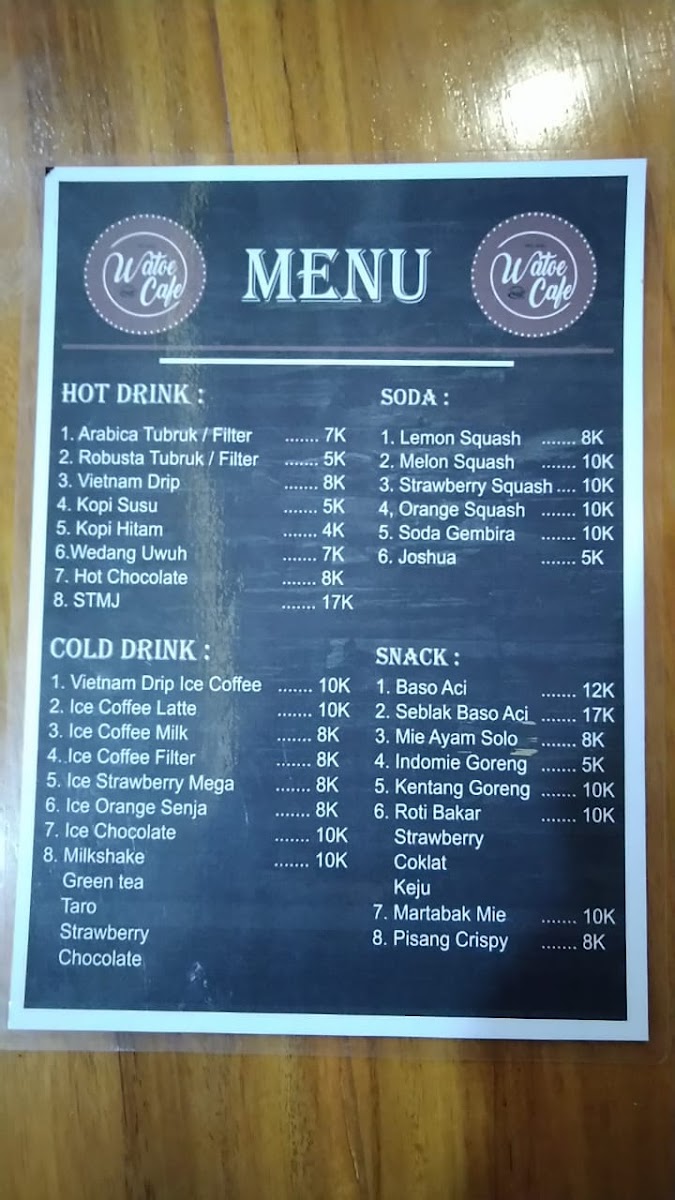 Watoe
Cafe
MENU
Watoe
Cafe
HOT DRINK :
1. Arabica Tubruk / Filter ....... 7K
2. Robusta Tubruk / Filter ....... 5K
3. Vietnam Drip ....... 8K
4. Kopi Susu ....... 5K
5. Kopi Hitam ....... 4K
6.Wedang Uwuh ....... 7K
7. Hot Chocolate ....... 8K
8. STMJ ....... 17K
SODA :
1. Lemon Squash ....... 8K
2. Melon Squash ....... 10K
3. Strawberry Squash .... 10K
4, Orange Squash ....... 10K
5. Soda Gembira ....... 10K
6. Joshua ....... 5K
COLD DRINK :
1. Vietnam Drip Ice Coffee ....... 10K
2. Ice Coffee Latte ....... 10K
3. Ice Coffee Milk ....... 8K
4. Ice Coffee Filter ....... 8K
5. Ice Strawberry Mega ....... 8K
6. Ice Orange Senja ....... 8K
7. Ice Chocolate ....... 10K
8. Milkshake ....... 10K
Green tea
Taro
Strawberry
Chocolate
SNACK :
1. Baso Aci ....... 12K
2. Seblak Baso Aci ....... 17K
3. Mie Ayam Solo ....... 8K
4. Indomie Goreng ....... 5K
5. Kentang Goreng ....... 10K
6. Roti Bakar ....... 10K
Strawberry
Coklat
Keju
7. Martabak Mie ....... 10K
8. Pisang Crispy ....... 8K